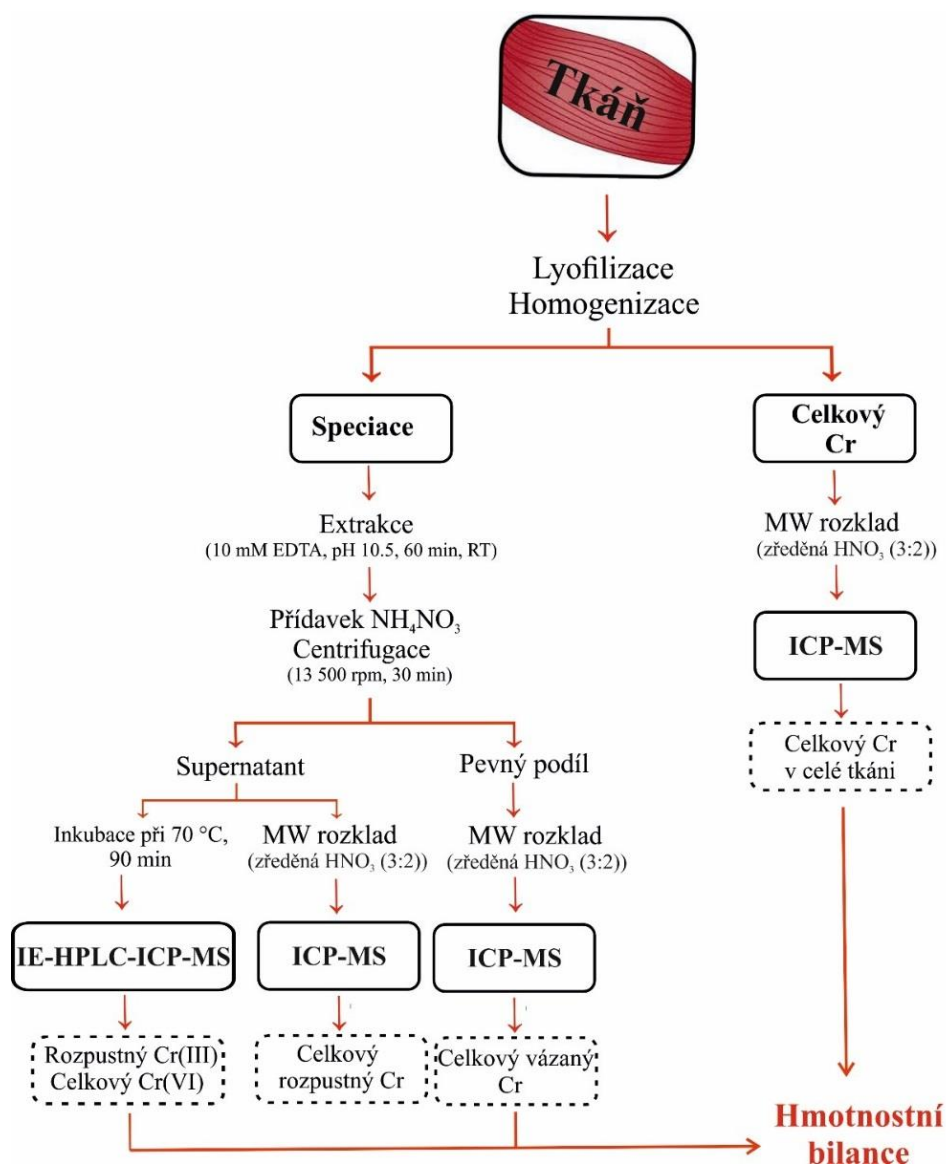 Tkáň
Lyofilizace
Homogenizace
Speciace
Celkový
Cr
Extrakce
(10 mM EDTA, pH 10.5, 60 min, RT)
MW rozklad
(zředěná HNO₃ (3:2))
Přídavek NH₄NO₃
Centrifugace
(13 500 rpm, 30 min)
ICP-MS
Celkový Cr
v celé tkáni
Supernatant
Pevný podíl
Inkubace při 70 °C,
90 min
MW rozklad
(zředěná HNO₃ (3:2))
MW rozklad
(zředěná HNO₃ (3:2))
IE-HPLC-ICP-MS
ICP-MS
ICP-MS
Rozpustný Cr(III)
Celkový Cr(VI)
Celkový
rozpustný Cr
Celkový vázaný
Cr
Hmotnostní
bilance